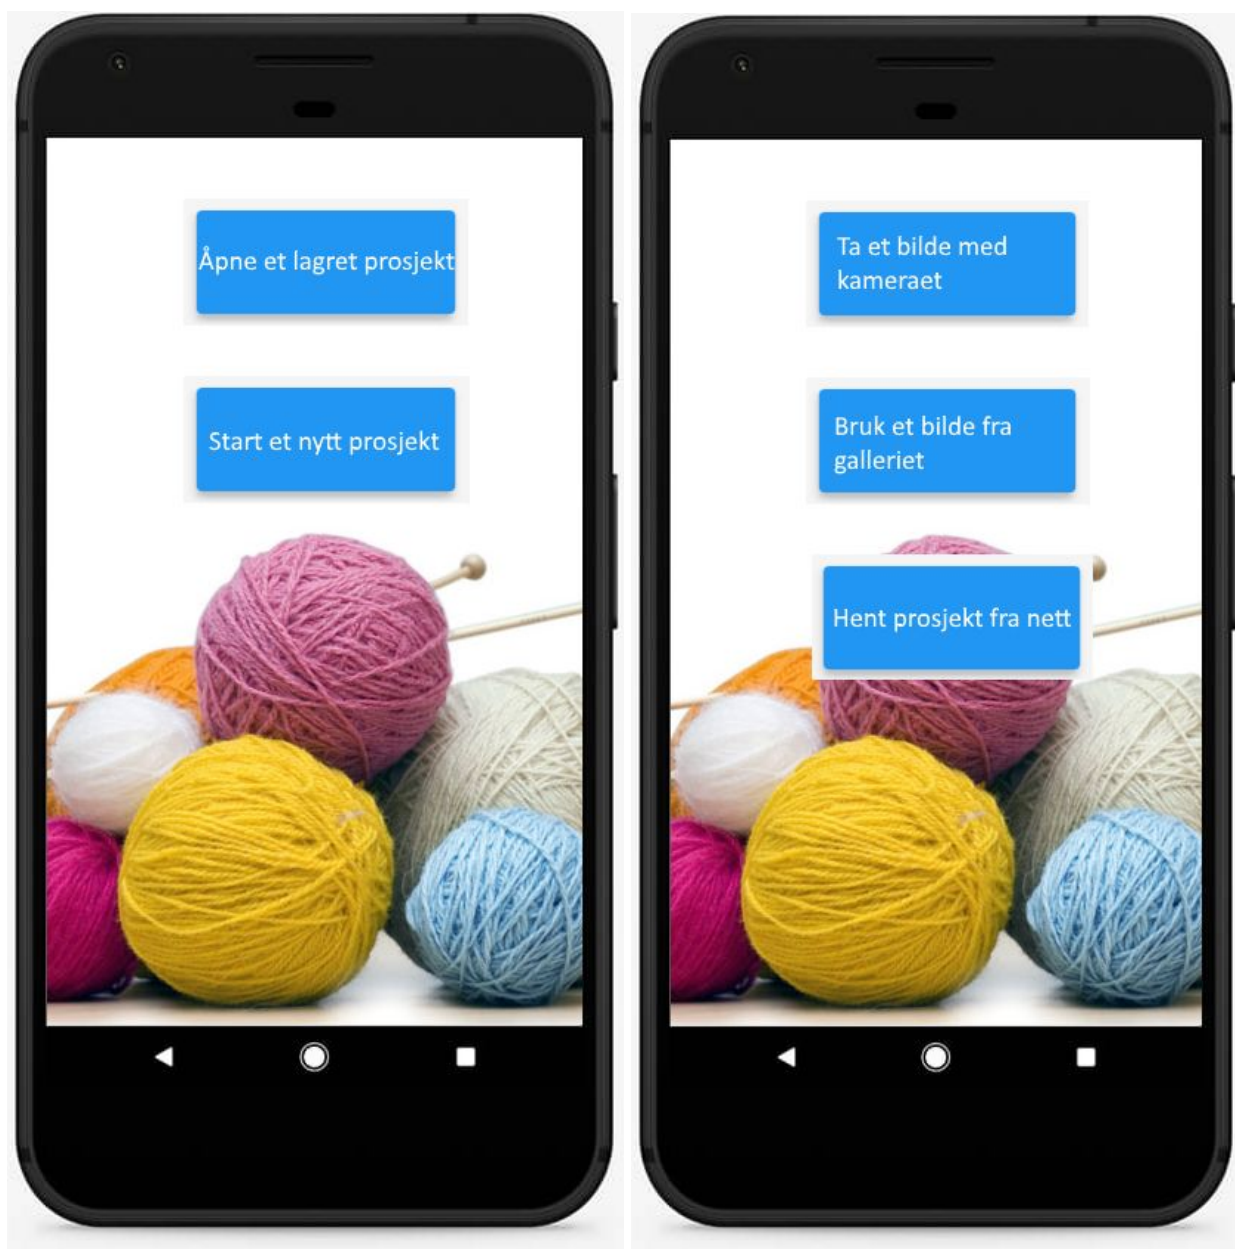 Åpne et lagret prosjekt
Start et nytt prosjekt
Ta et bilde med
kameraet
Bruk et bilde fra
galleriet
Hent prosjekt fra nett